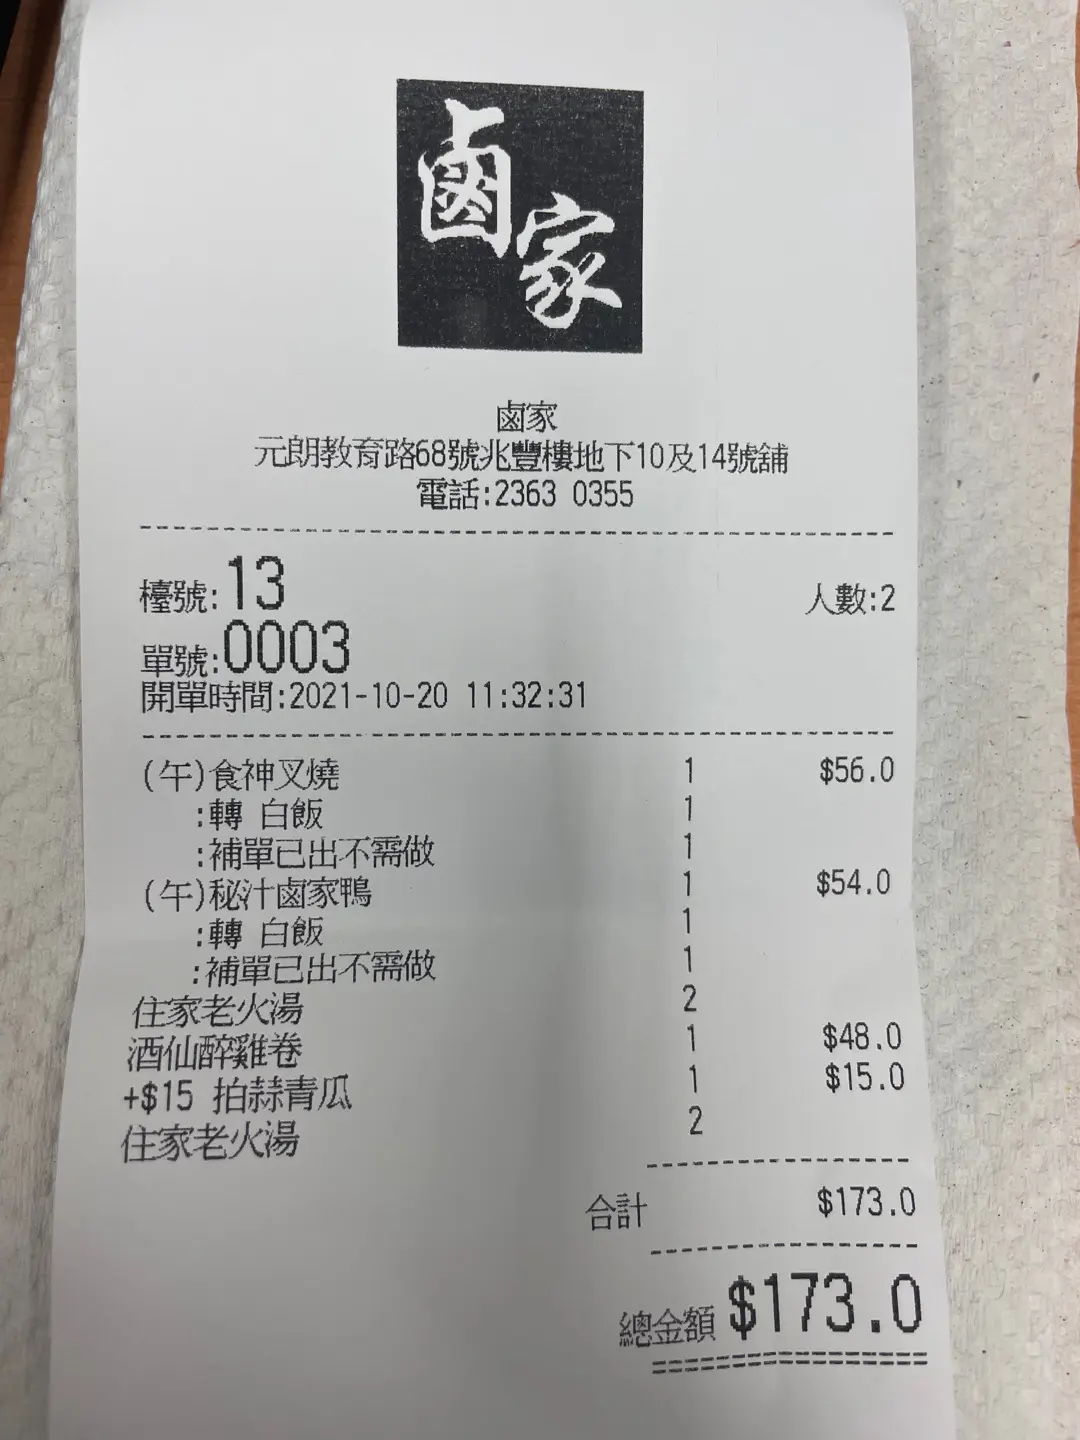 鹵家
鹵家
元朗教育路68號兆豐樓地下10及14號舖
電話:2363 0355
檯號:13 人數:2
單號:0003
開單時間:2021-10-20 11:32:31
(午)食神叉燒 1 $56.0
:轉 白飯 1
:補單已出不需做 1
(午)秘汁鹵家鴨 1 $54.0
:轉 白飯 1
:補單已出不需做 1
住家老火湯 2
酒仙醉雞卷 1 $48.0
+$15 拍蒜青瓜 1 $15.0
住家老火湯 2
合計 $173.0
總金額 $173.0